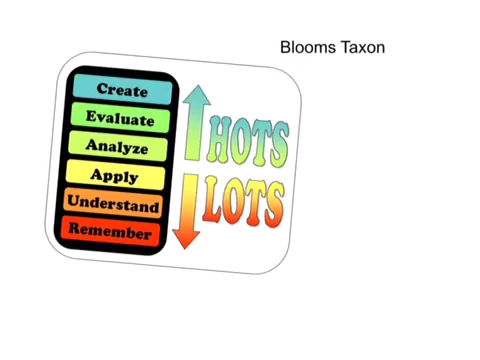 Blooms Taxon
Create
Evaluate
Analyze
Apply
Understand
Remember
HOTS
LOTS